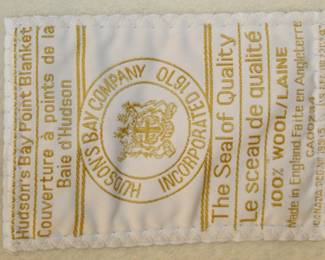 Hudson's Bay Point Blanket
Couverture à points de la
Baie d'Hudson
HUDSON'S BAY COMPANY
INCORPORATED 1670
The Seal of Quality
Le sceau de qualité
100% WOOL/LAINE
Made in England Faite en Angleterre